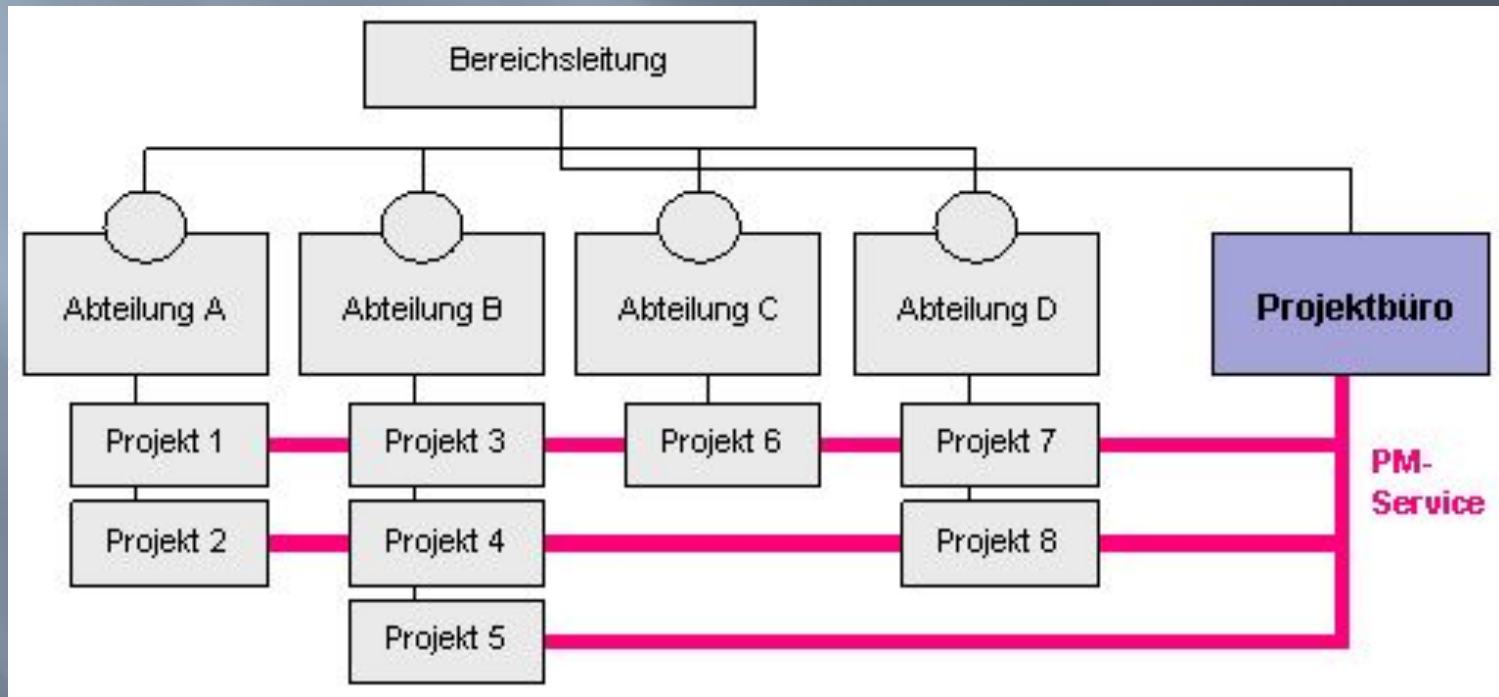 Bereichsleitung
Abteilung A
Abteilung B
Abteilung C
Abteilung D
Projektbüro
Projekt 1
Projekt 3
Projekt 6
Projekt 7
PM-
Service
Projekt 2
Projekt 4
Projekt 8
Projekt 5